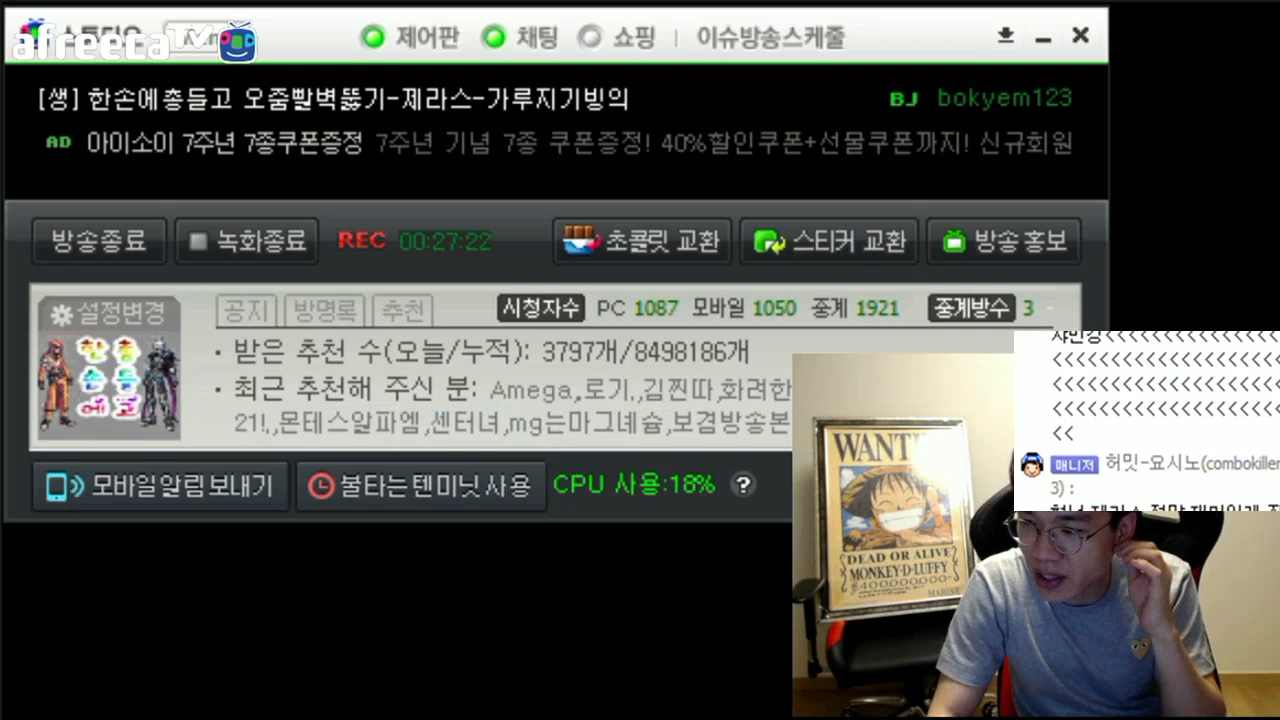 afreecaTV
제어판 채팅 쇼핑 | 이슈방송스케줄
[생] 한손에총들고 오줌빨벽뚫기-제라스-가루지기빙의
BJ bokyem123
AD 아이소이 7주년 7종쿠폰증정 7주년 기념 7종 쿠폰증정! 40%할인쿠폰+선물쿠폰까지! 신규회원
방송종료 녹화종료 REC 00:27:22 초콜릿 교환 스티커 교환 방송 홍보
설정변경 공지 방명록 추천 시청자수 PC 1087 모바일 1050 중계 1921 중계방수 3
한손에 총들고
· 받은 추천 수(오늘/누적): 3797개/8498186개
· 최근 추천해 주신 분: Amega,로기.,김찐따,화려한
21!,몬테스알파엠,센터녀,mg는마그네슘,보겸방송본
모바일알림보내기 불타는텐미닛사용 CPU 사용:18% ?
<<<<<<<<<<<<<<<<<<<
<<<<<<<<<<<<<<<<<<<
<<<<<<<<<<<<<<<<<<<
<<
매니저 허밋-요시노(combokiller
3) :
WANT
DEAD OR ALIVE
MONKEY·D·LUFFY
400000000-
MARINE